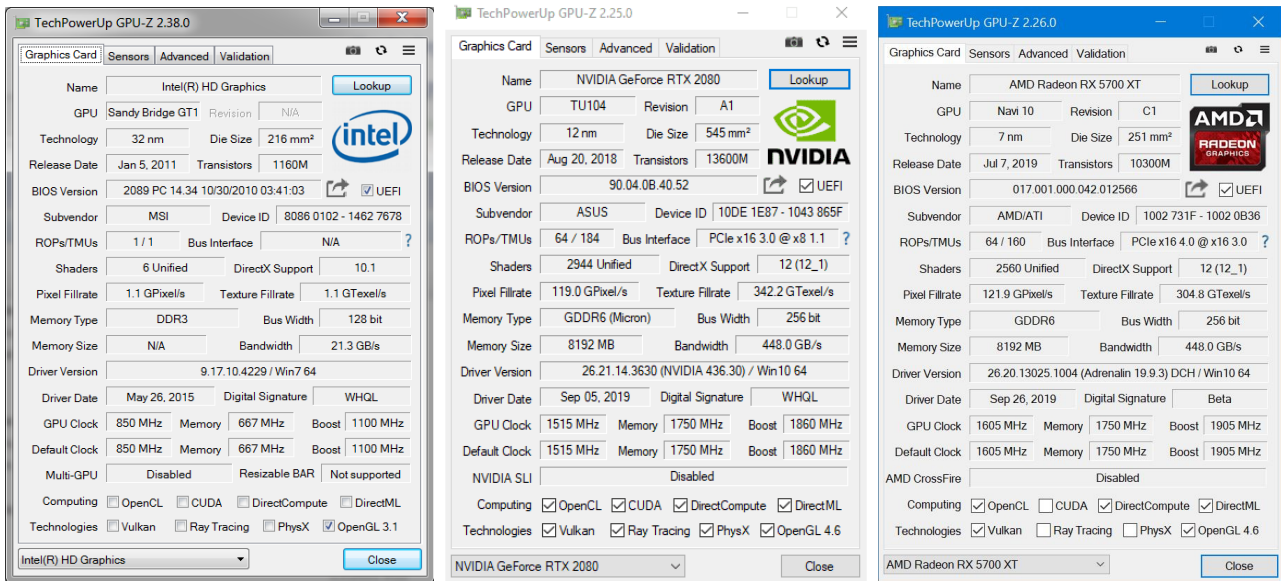 TechPowerUp GPU-Z 2.38.0
Graphics Card Sensors Advanced Validation
Name Intel(R) HD Graphics Lookup
GPU Sandy Bridge GT1 Revision N/A
intel
Technology 32 nm Die Size 216 mm²
Release Date Jan 5, 2011 Transistors 1160M
BIOS Version 2089 PC 14.34 10/30/2010 03:41:03 UEFI
Subvendor MSI Device ID 8086 0102 - 1462 7678
ROPs/TMUs 1 / 1 Bus Interface N/A ?
Shaders 6 Unified DirectX Support 10.1
Pixel Fillrate 1.1 GPixel/s Texture Fillrate 1.1 GTexel/s
Memory Type DDR3 Bus Width 128 bit
Memory Size N/A Bandwidth 21.3 GB/s
Driver Version 9.17.10.4229 / Win7 64
Driver Date May 26, 2015 Digital Signature WHQL
GPU Clock 850 MHz Memory 667 MHz Boost 1100 MHz
Default Clock 850 MHz Memory 667 MHz Boost 1100 MHz
Multi-GPU Disabled Resizable BAR Not supported
Computing OpenCL CUDA DirectCompute DirectML
Technologies Vulkan Ray Tracing PhysX OpenGL 3.1
Intel(R) HD Graphics Close
TechPowerUp GPU-Z 2.25.0
Graphics Card Sensors Advanced Validation
Name NVIDIA GeForce RTX 2080 Lookup
GPU TU104 Revision A1
Technology 12 nm Die Size 545 mm²
NVIDIA
Release Date Aug 20, 2018 Transistors 13600M
BIOS Version 90.04.0B.40.52 UEFI
Subvendor ASUS Device ID 10DE 1E87 - 1043 865F
ROPs/TMUs 64 / 184 Bus Interface PCIe x16 3.0 @ x8 1.1 ?
Shaders 2944 Unified DirectX Support 12 (12_1)
Pixel Fillrate 119.0 GPixel/s Texture Fillrate 342.2 GTexel/s
Memory Type GDDR6 (Micron) Bus Width 256 bit
Memory Size 8192 MB Bandwidth 448.0 GB/s
Driver Version 26.21.14.3630 (NVIDIA 436.30) / Win10 64
Driver Date Sep 05, 2019 Digital Signature WHQL
GPU Clock 1515 MHz Memory 1750 MHz Boost 1860 MHz
Default Clock 1515 MHz Memory 1750 MHz Boost 1860 MHz
NVIDIA SLI Disabled
Computing OpenCL CUDA DirectCompute DirectML
Technologies Vulkan Ray Tracing PhysX OpenGL 4.6
NVIDIA GeForce RTX 2080 Close
TechPowerUp GPU-Z 2.26.0
Graphics Card Sensors Advanced Validation
Name AMD Radeon RX 5700 XT Lookup
GPU Navi 10 Revision C1
AMD
RADEON
GRAPHICS
Technology 7 nm Die Size 251 mm²
Release Date Jul 7, 2019 Transistors 10300M
BIOS Version 017.001.000.042.012566 UEFI
Subvendor AMD/ATI Device ID 1002 731F - 1002 0B36
ROPs/TMUs 64 / 160 Bus Interface PCIe x16 4.0 @ x16 3.0 ?
Shaders 2560 Unified DirectX Support 12 (12_1)
Pixel Fillrate 121.9 GPixel/s Texture Fillrate 304.8 GTexel/s
Memory Type GDDR6 Bus Width 256 bit
Memory Size 8192 MB Bandwidth 448.0 GB/s
Driver Version 26.20.13025.1004 (Adrenalin 19.9.3) DCH / Win10 64
Driver Date Sep 26, 2019 Digital Signature Beta
GPU Clock 1605 MHz Memory 1750 MHz Boost 1905 MHz
Default Clock 1605 MHz Memory 1750 MHz Boost 1905 MHz
AMD CrossFire Disabled
Computing OpenCL CUDA DirectCompute DirectML
Technologies Vulkan Ray Tracing PhysX OpenGL 4.6
AMD Radeon RX 5700 XT Close